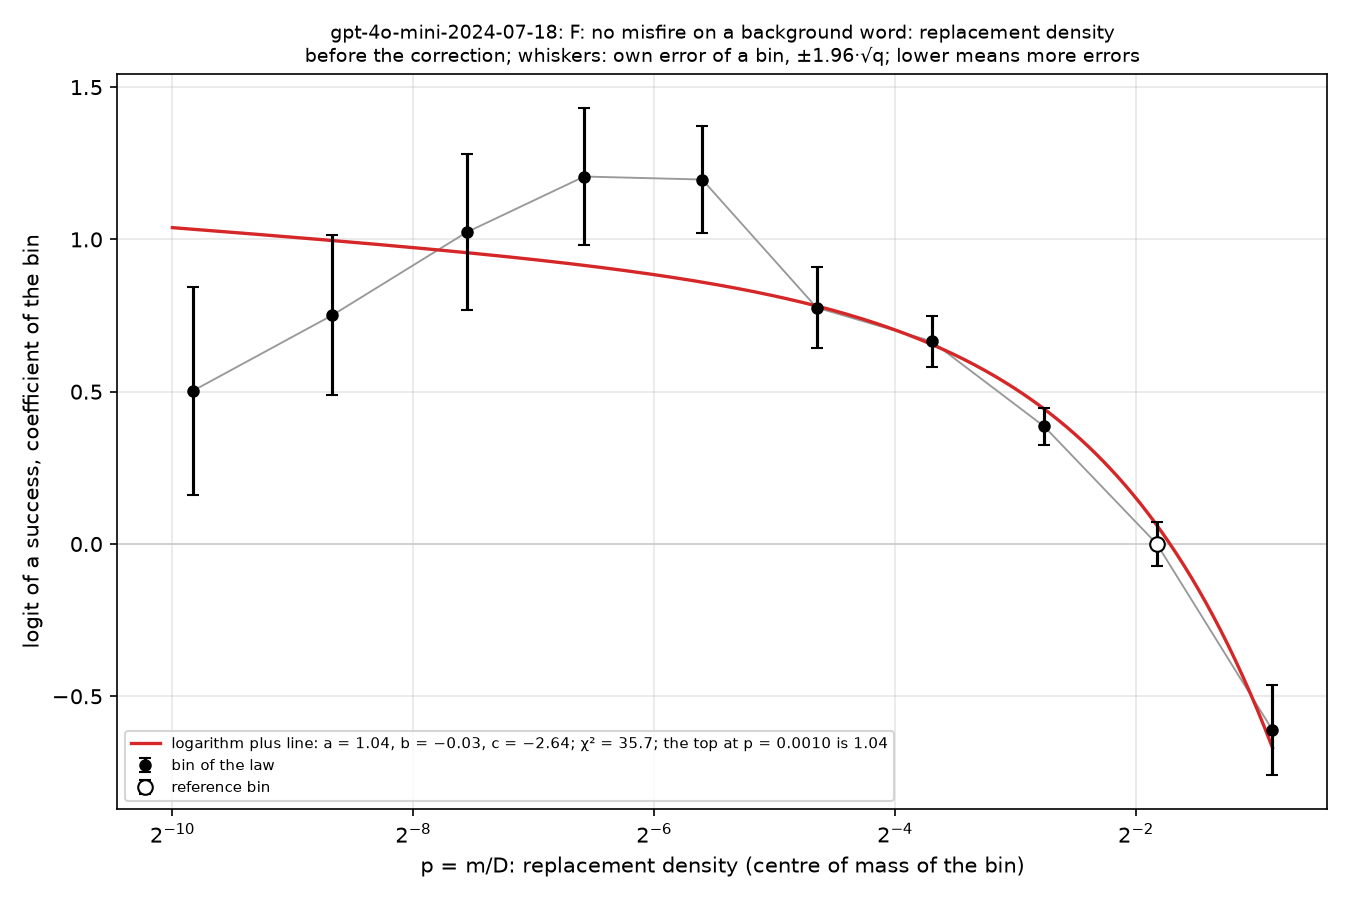 gpt-4o-mini-2024-07-18: F: no misfire on a background word: replacement density
before the correction; whiskers: own error of a bin, ±1.96·√q; lower means more errors
logit of a success, coefficient of the bin
1.5
1.0
0.5
0.0
−0.5
logarithm plus line: a = 1.04, b = −0.03, c = −2.64; χ² = 35.7; the top at p = 0.0010 is 1.04
bin of the law
reference bin
2⁻¹⁰ 2⁻⁸ 2⁻⁶ 2⁻⁴ 2⁻²
p = m/D: replacement density (centre of mass of the bin)